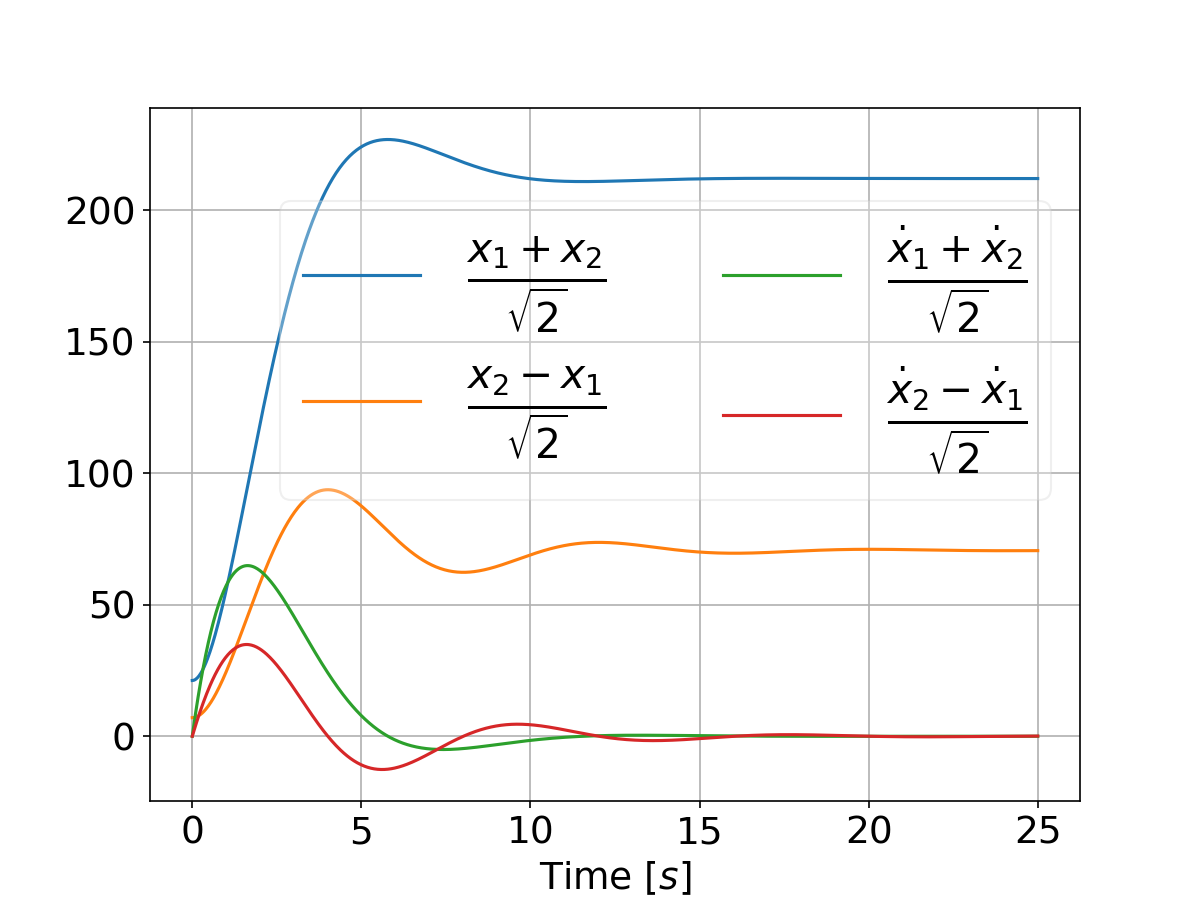 200
150
100
50
0
(x₁ + x₂)/√2
(x₂ − x₁)/√2
(ẋ₁ + ẋ₂)/√2
(ẋ₂ − ẋ₁)/√2
0 5 10 15 20 25
Time [s]